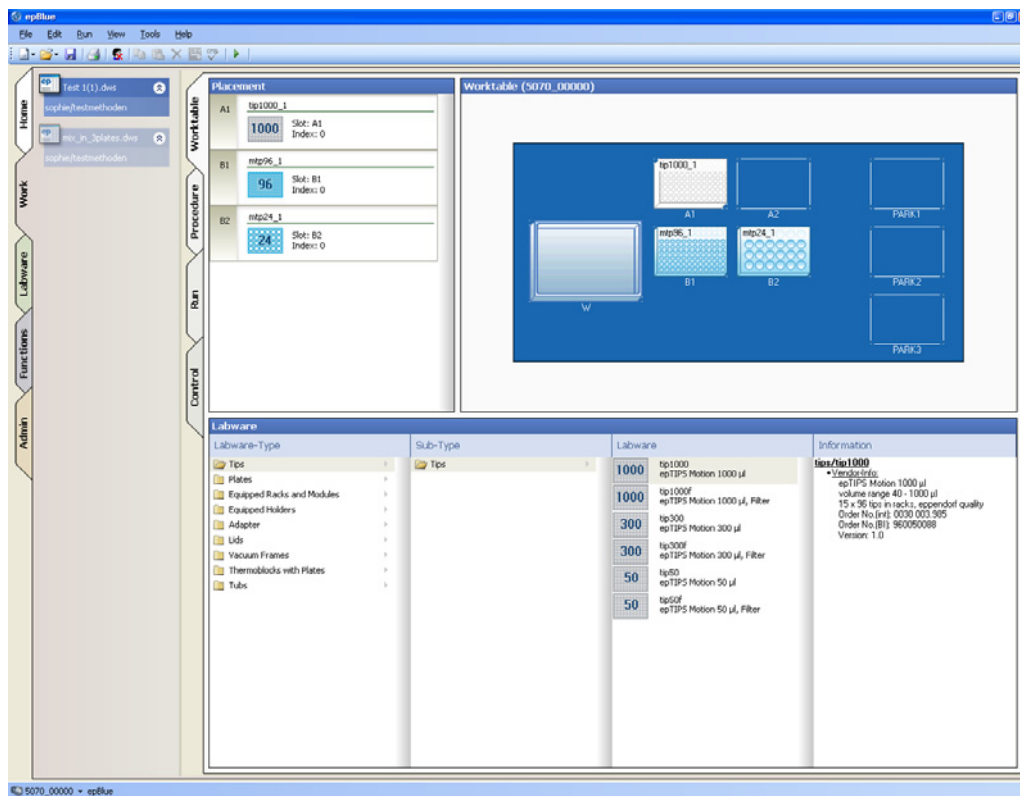 epBlue
File Edit Run View Tools Help
Home
Work
Labware
Functions
Admin
ep
Test 1(1).dws
sophie/testmethoden
ep
mix_in_3plates.dws
sophie/testmethoden
Worktable
Procedure
Run
Control
Placement
A1
tip1000_1
1000
Slot: A1
Index: 0
B1
mtp96_1
96
Slot: B1
Index: 0
B2
mtp24_1
24
Slot: B2
Index: 0
Worktable (5070_00000)
tip1000_1
A1
A2
PARK1
W
mtp96_1
B1
mtp24_1
B2
PARK2
PARK3
Labware
Labware-Type
Tips
Plates
Equipped Racks and Modules
Equipped Holders
Adapter
Lids
Vacuum Frames
Thermoblocks with Plates
Tubs
Sub-Type
Tips
Labware
1000
tip1000
epTIPS Motion 1000 µl
1000
tip1000f
epTIPS Motion 1000 µl, Filter
300
tip300
epTIPS Motion 300 µl
300
tip300f
epTIPS Motion 300 µl, Filter
50
tip50
epTIPS Motion 50 µl
50
tip50f
epTIPS Motion 50 µl, Filter
Information
tips/tip1000
•Vendor-Info:
epTIPS Motion 1000 µl
volume range 40 - 1000 µl
15 x 96 tips in racks, eppendorf quality
Order No.(int): 0030 003.985
Order No.(BI): 960050088
Version: 1.0
5070_00000 epBlue